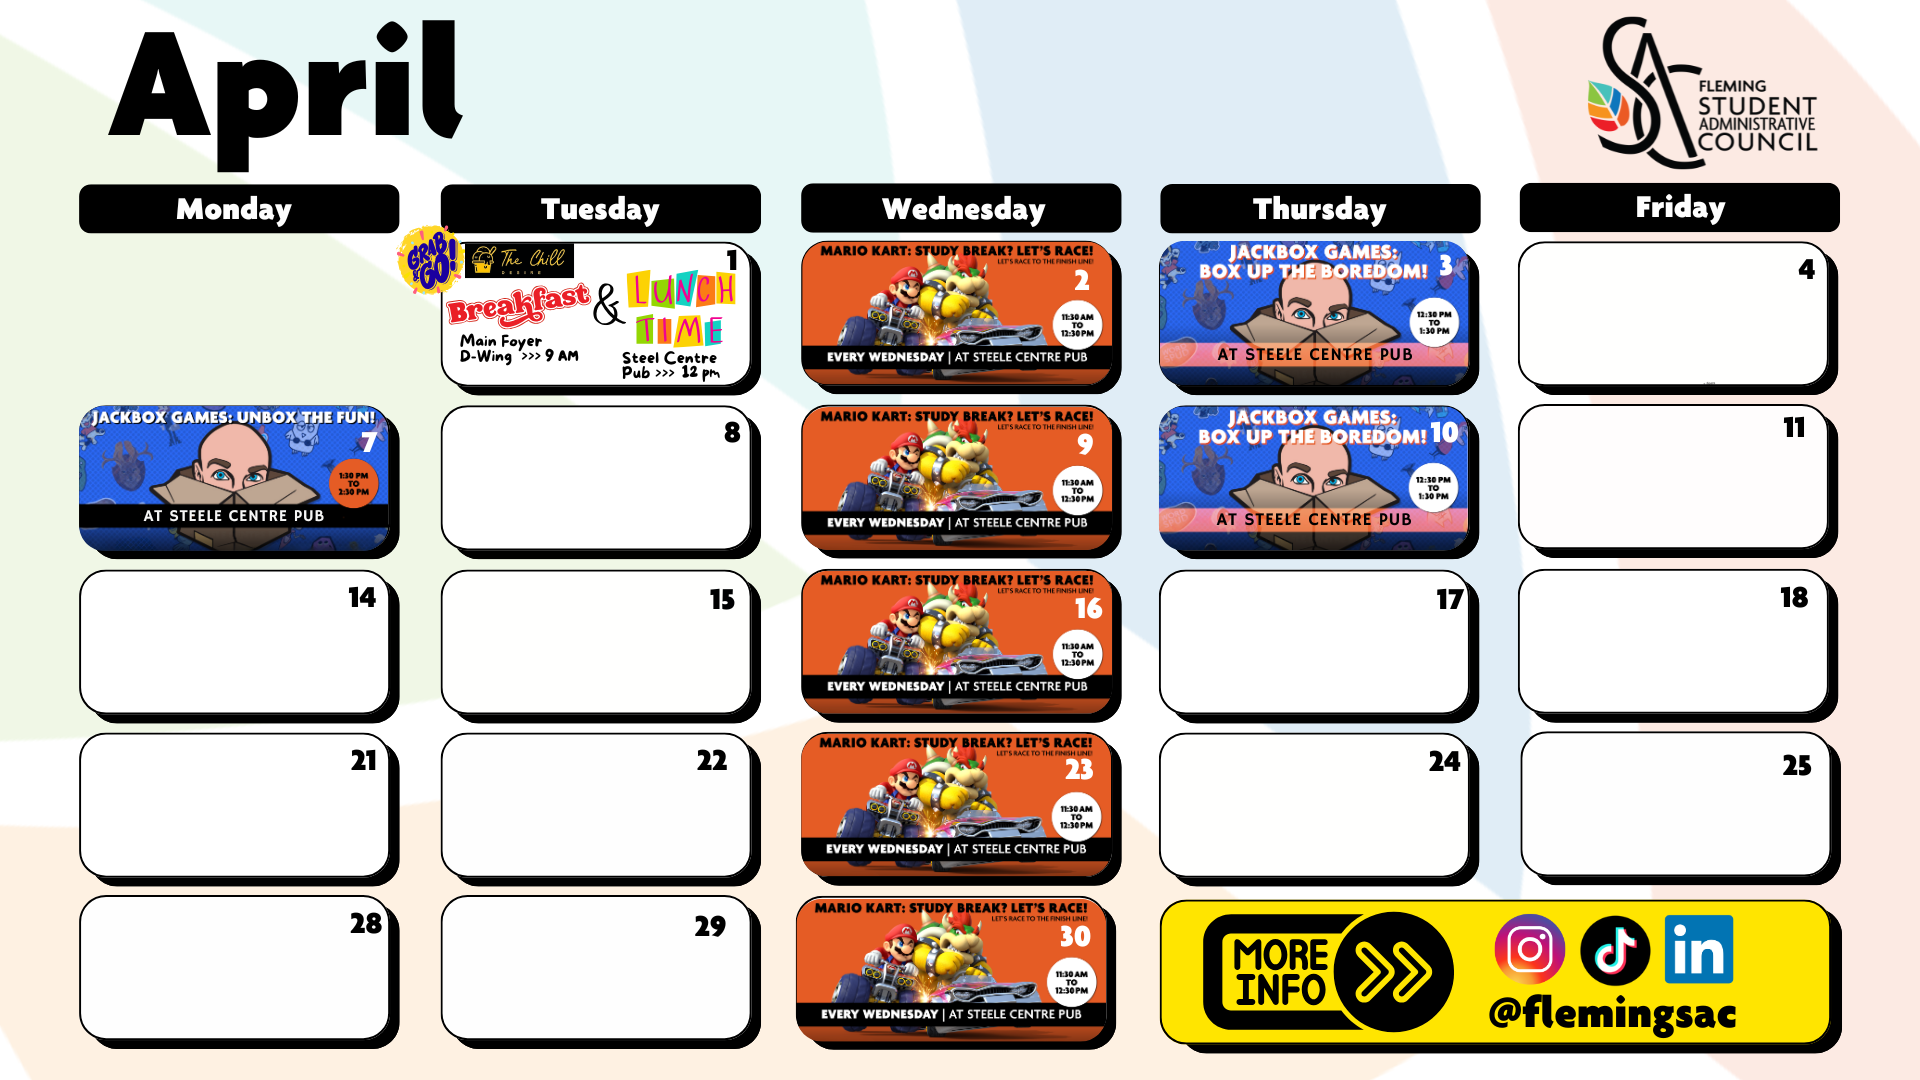 April
FLEMING
STUDENT
ADMINISTRATIVE
COUNCIL
Monday
Tuesday
Wednesday
Thursday
Friday
GRAB
&
GO!
The Chill
DESIRE
1
Breakfast
&
LUNCH
TIME
Main Foyer
D-Wing >>> 9 AM
Steel Centre
Pub >>> 12 pm
MARIO KART: STUDY BREAK? LET'S RACE!
LET'S RACE TO THE FINISH LINE!
2
11:30 AM
TO
12:30 PM
EVERY WEDNESDAY | AT STEELE CENTRE PUB
JACKBOX GAMES:
BOX UP THE BOREDOM!
3
12:30 PM
TO
1:30 PM
AT STEELE CENTRE PUB
4
JACKBOX GAMES: UNBOX THE FUN!
7
1:30 PM
TO
2:30 PM
AT STEELE CENTRE PUB
8
MARIO KART: STUDY BREAK? LET'S RACE!
LET'S RACE TO THE FINISH LINE!
9
11:30 AM
TO
12:30 PM
EVERY WEDNESDAY | AT STEELE CENTRE PUB
JACKBOX GAMES:
BOX UP THE BOREDOM!
10
12:30 PM
TO
1:30 PM
AT STEELE CENTRE PUB
11
14
15
MARIO KART: STUDY BREAK? LET'S RACE!
LET'S RACE TO THE FINISH LINE!
16
11:30 AM
TO
12:30 PM
EVERY WEDNESDAY | AT STEELE CENTRE PUB
17
18
21
22
MARIO KART: STUDY BREAK? LET'S RACE!
LET'S RACE TO THE FINISH LINE!
23
11:30 AM
TO
12:30 PM
EVERY WEDNESDAY | AT STEELE CENTRE PUB
24
25
28
29
MARIO KART: STUDY BREAK? LET'S RACE!
LET'S RACE TO THE FINISH LINE!
30
11:30 AM
TO
12:30 PM
EVERY WEDNESDAY | AT STEELE CENTRE PUB
MORE
INFO
in
@flemingsac